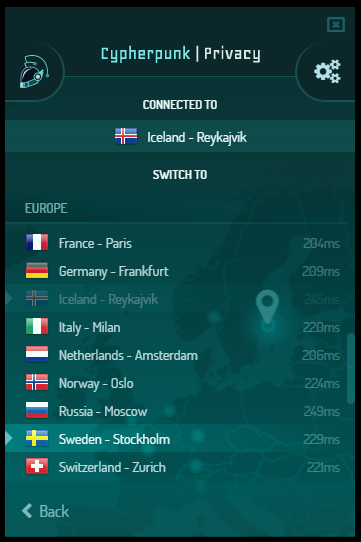 Cypherpunk | Privacy
CONNECTED TO
Iceland - Reykajvik
SWITCH TO
EUROPE
France - Paris 204ms
Germany - Frankfurt 209ms
Iceland - Reykajvik 245ms
Italy - Milan 220ms
Netherlands - Amsterdam 206ms
Norway - Oslo 224ms
Russia - Moscow 249ms
Sweden - Stockholm 229ms
Switzerland - Zurich 221ms
Back